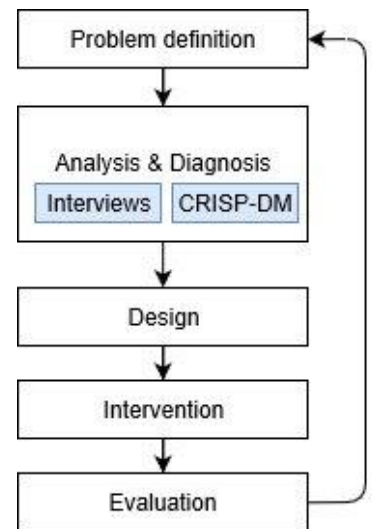 Problem definition
Analysis & Diagnosis
Interviews CRISP-DM
Design
Intervention
Evaluation